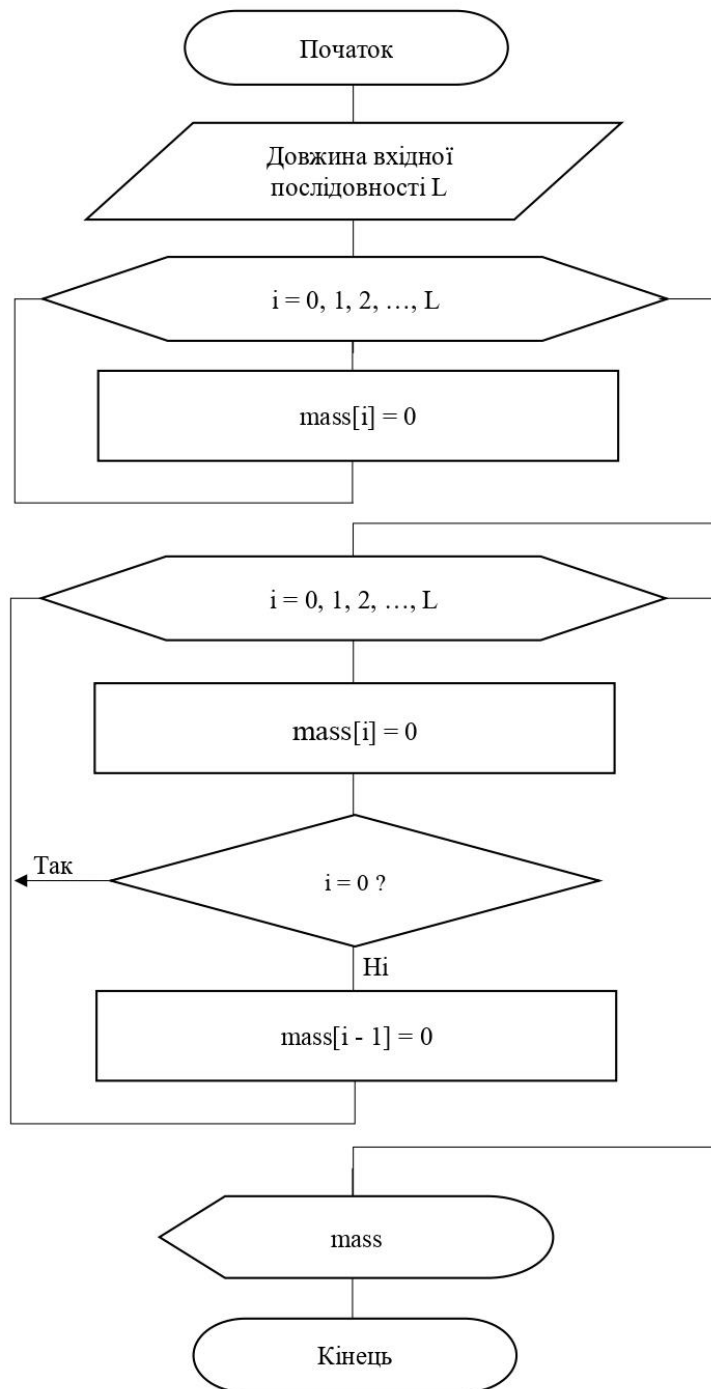 Початок
Довжина вхідної
послідовності L
i = 0, 1, 2, …, L
mass[i] = 0
i = 0, 1, 2, …, L
mass[i] = 0
Так
i = 0 ?
Ні
mass[i - 1] = 0
mass
Кінець